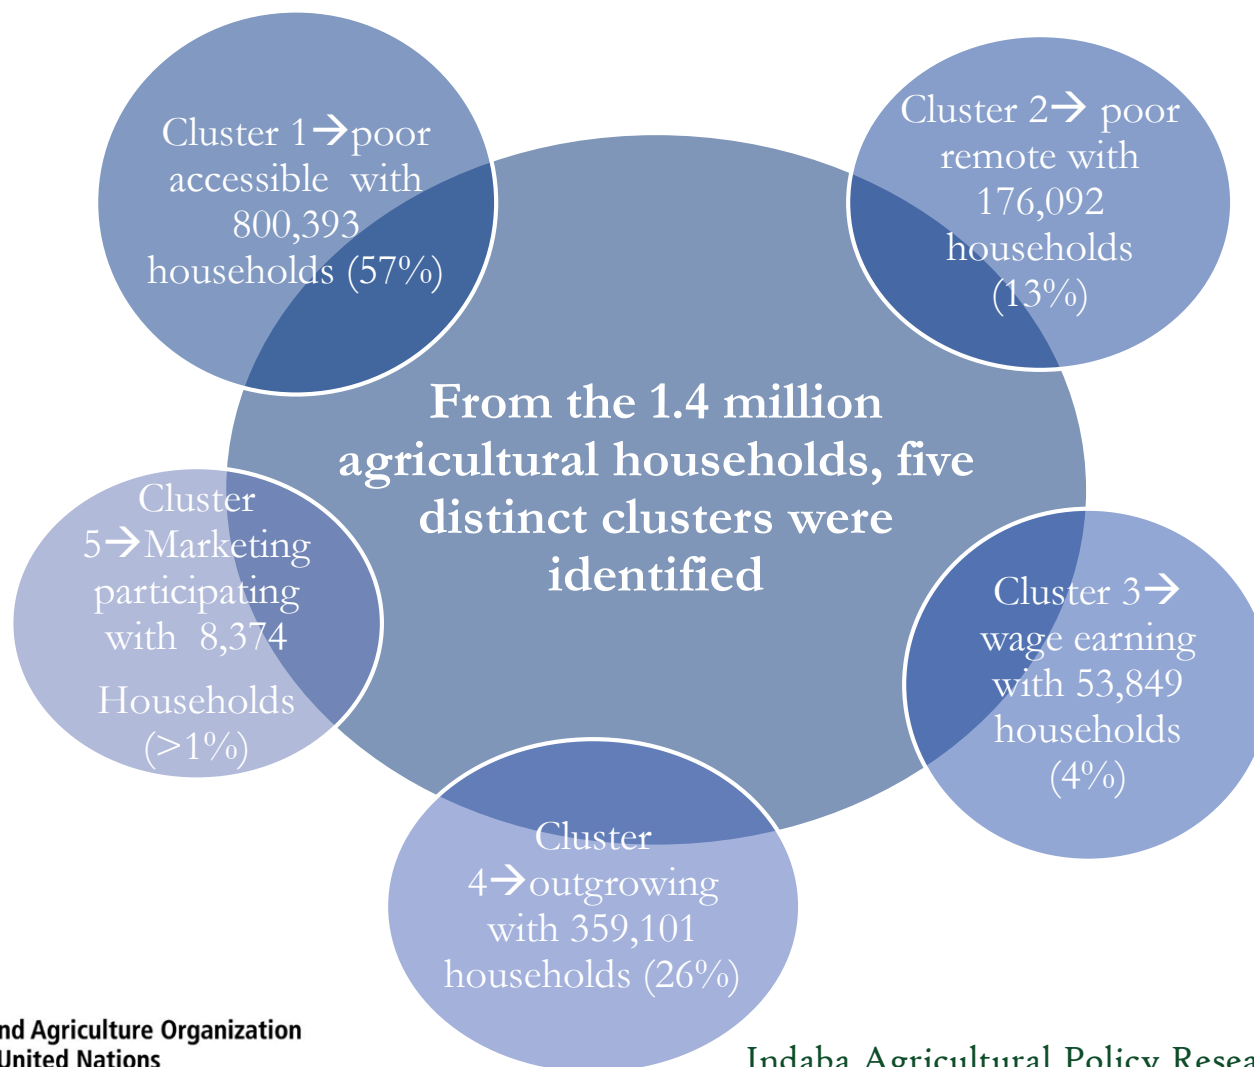 Cluster 1→poor
accessible with
800,393
households (57%)
Cluster 2→ poor
remote with
176,092
households
(13%)
From the 1.4 million
agricultural households, five
distinct clusters were
identified
Cluster
5→Marketing
participating
with 8,374
Households
(>1%)
Cluster 3→
wage earning
with 53,849
households
(4%)
Cluster
4→outgrowing
with 359,101
households (26%)
nd Agriculture Organization
United Nations
Indaba Agricultural Policy Resea